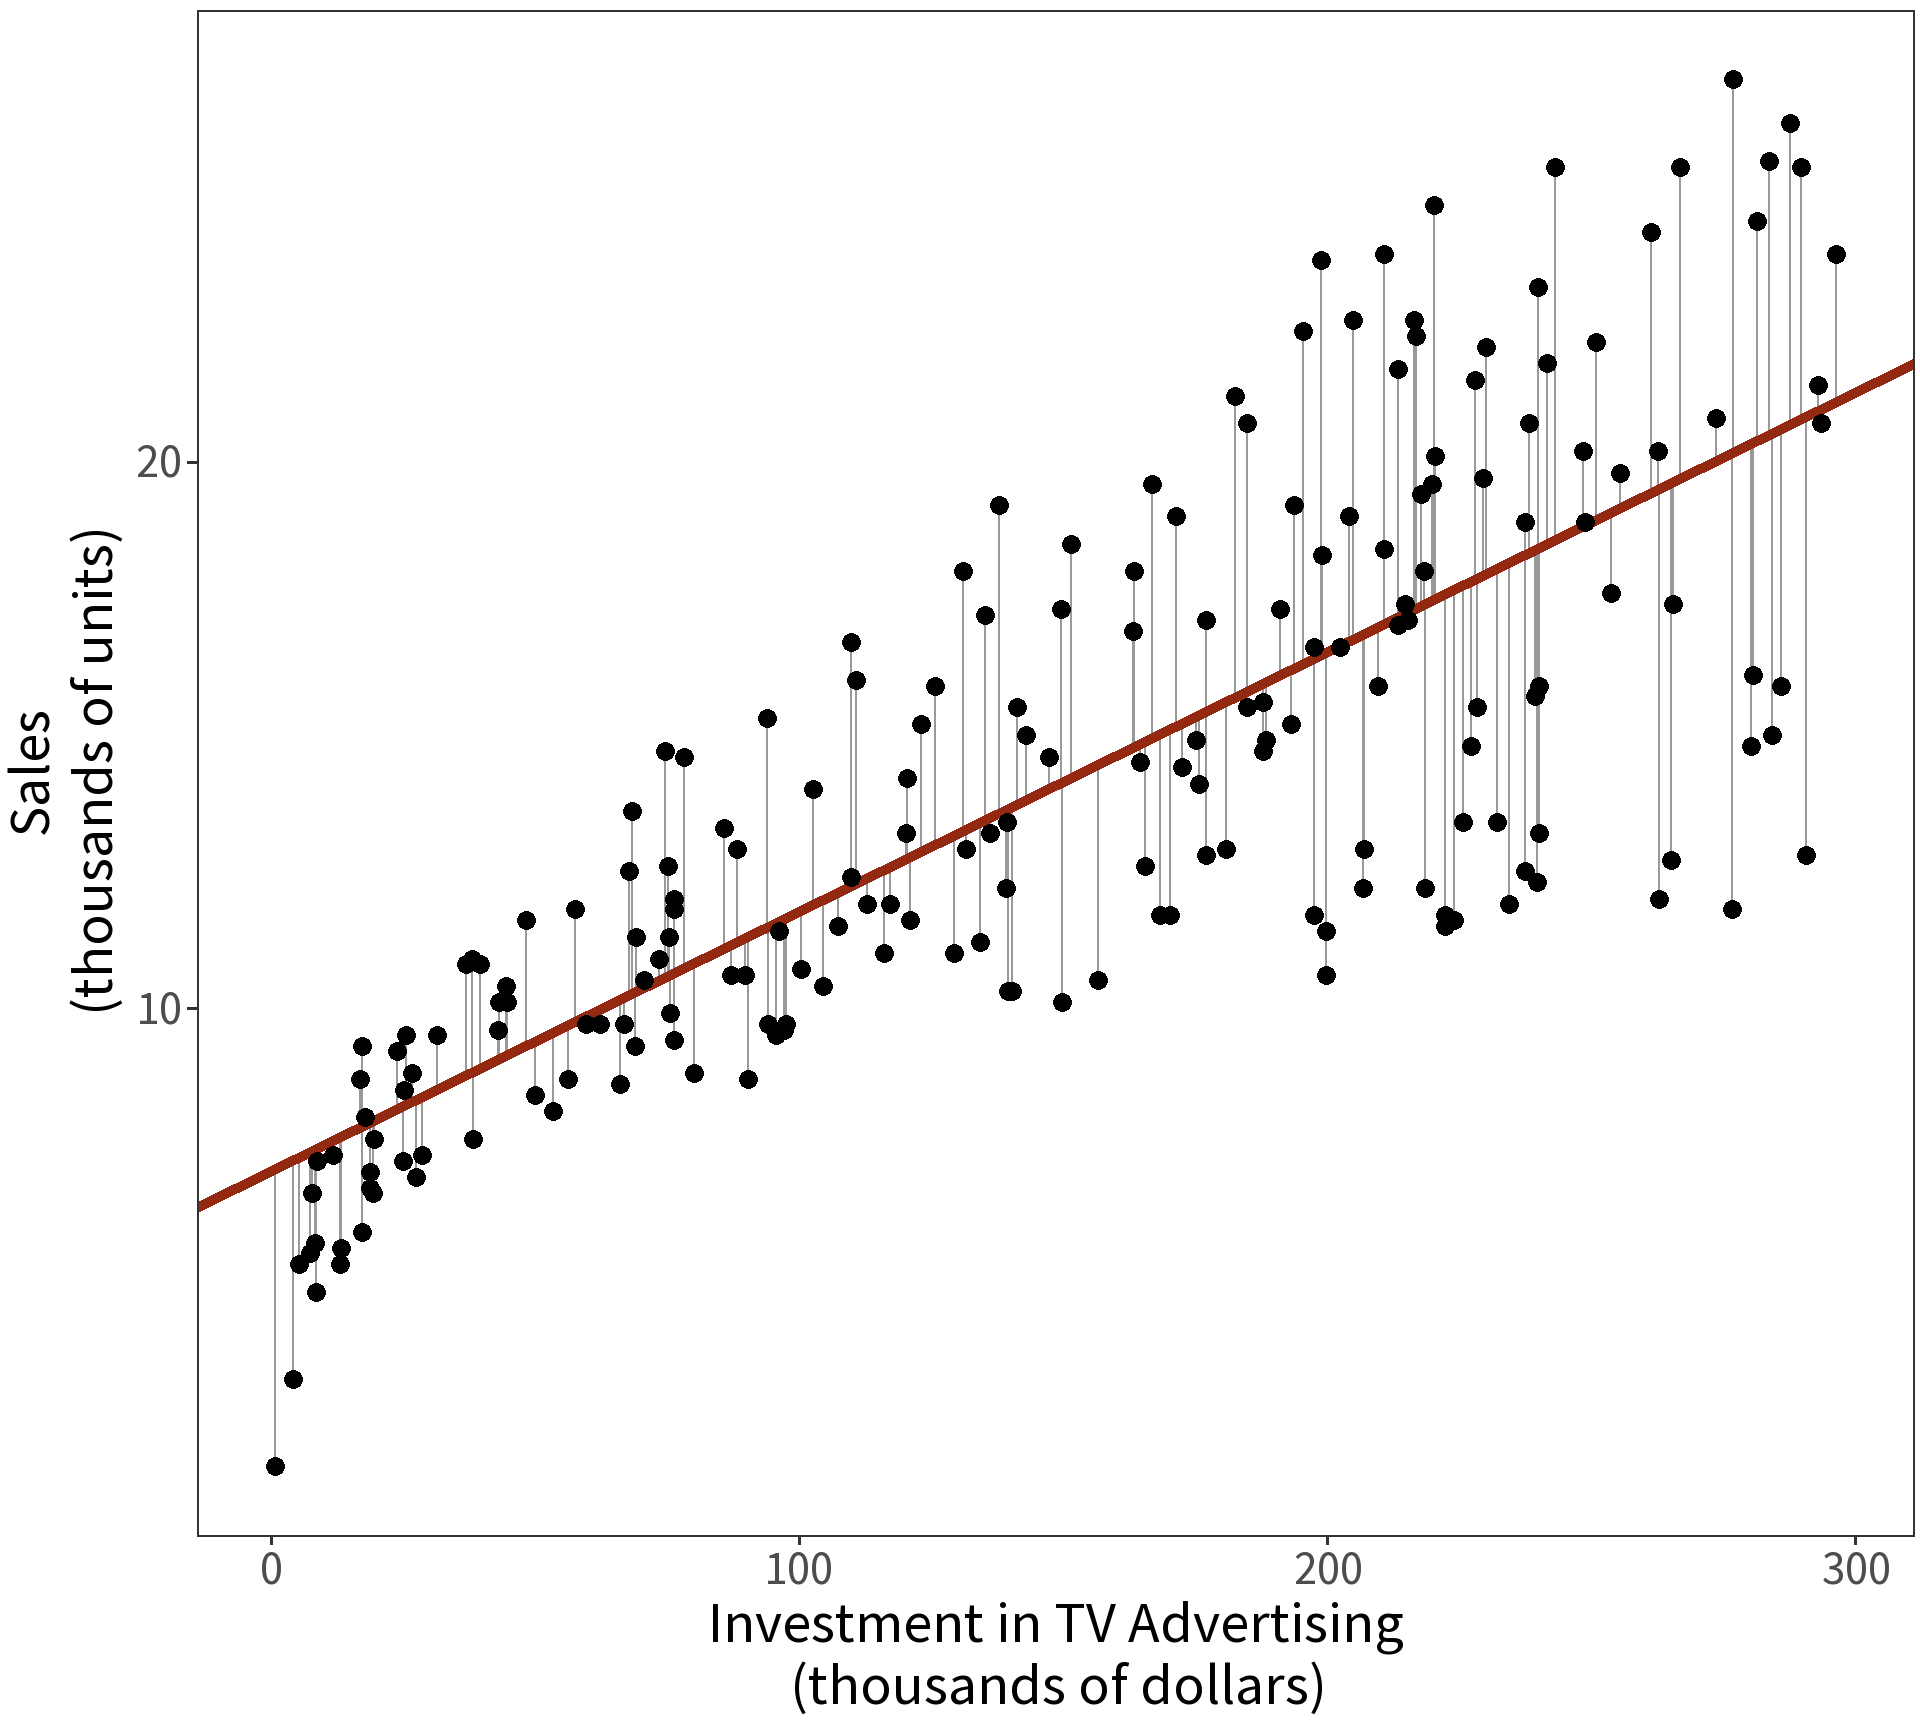 Sales
(thousands of units)
20
10
0
100
200
300
Investment in TV Advertising
(thousands of dollars)